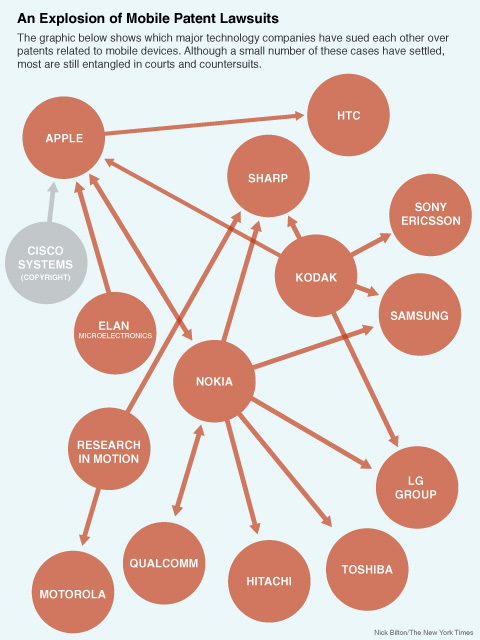 An Explosion of Mobile Patent Lawsuits
The graphic below shows which major technology companies have sued each other over
patents related to mobile devices. Although a small number of these cases have settled,
most are still entangled in courts and countersuits.
HTC
APPLE
SHARP
SONY
ERICSSON
CISCO
SYSTEMS
(COPYRIGHT)
KODAK
SAMSUNG
ELAN
MICROELECTRONICS
NOKIA
RESEARCH
IN MOTION
LG
GROUP
QUALCOMM
TOSHIBA
HITACHI
MOTOROLA
Nick Bilton/The New York Times